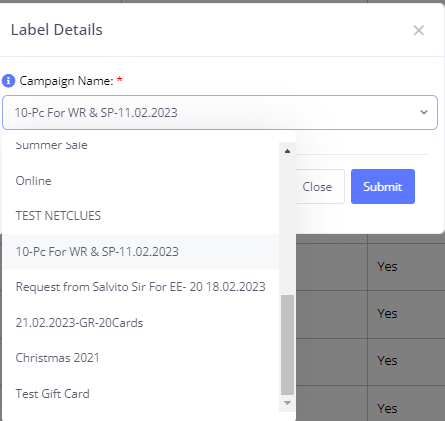 Label Details
×
Campaign Name: *
10-Pc For WR & SP-11.02.2023
Summer Sale
Online
TEST NETCLUES
10-Pc For WR & SP-11.02.2023
Request from Salvito Sir For EE- 20 18.02.2023
21.02.2023-GR-20Cards
Christmas 2021
Test Gift Card
Close
Submit
Yes
Yes
Yes
Yes